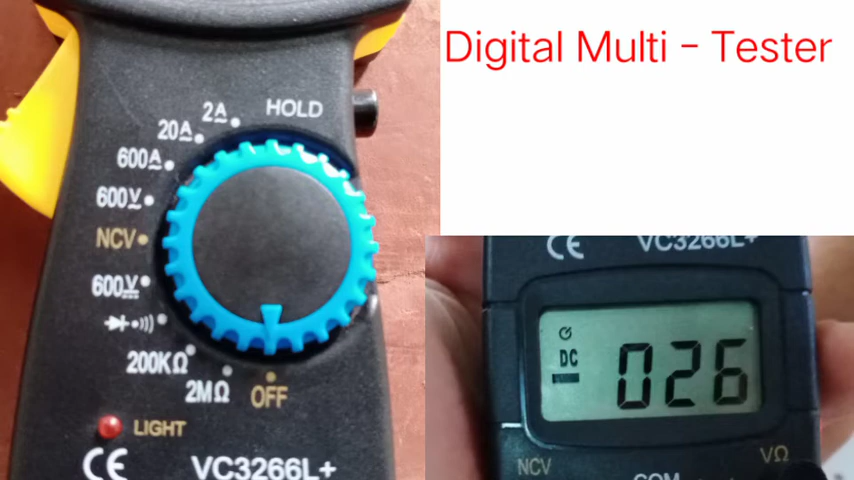 Digital Multi - Tester
HOLD
2A
20A
600A
600V
NCV
600V
200KΩ
2MΩ
OFF
LIGHT
CE
VC3266L+
CE VC3266L+
DC
026
NCV
COM
VΩ